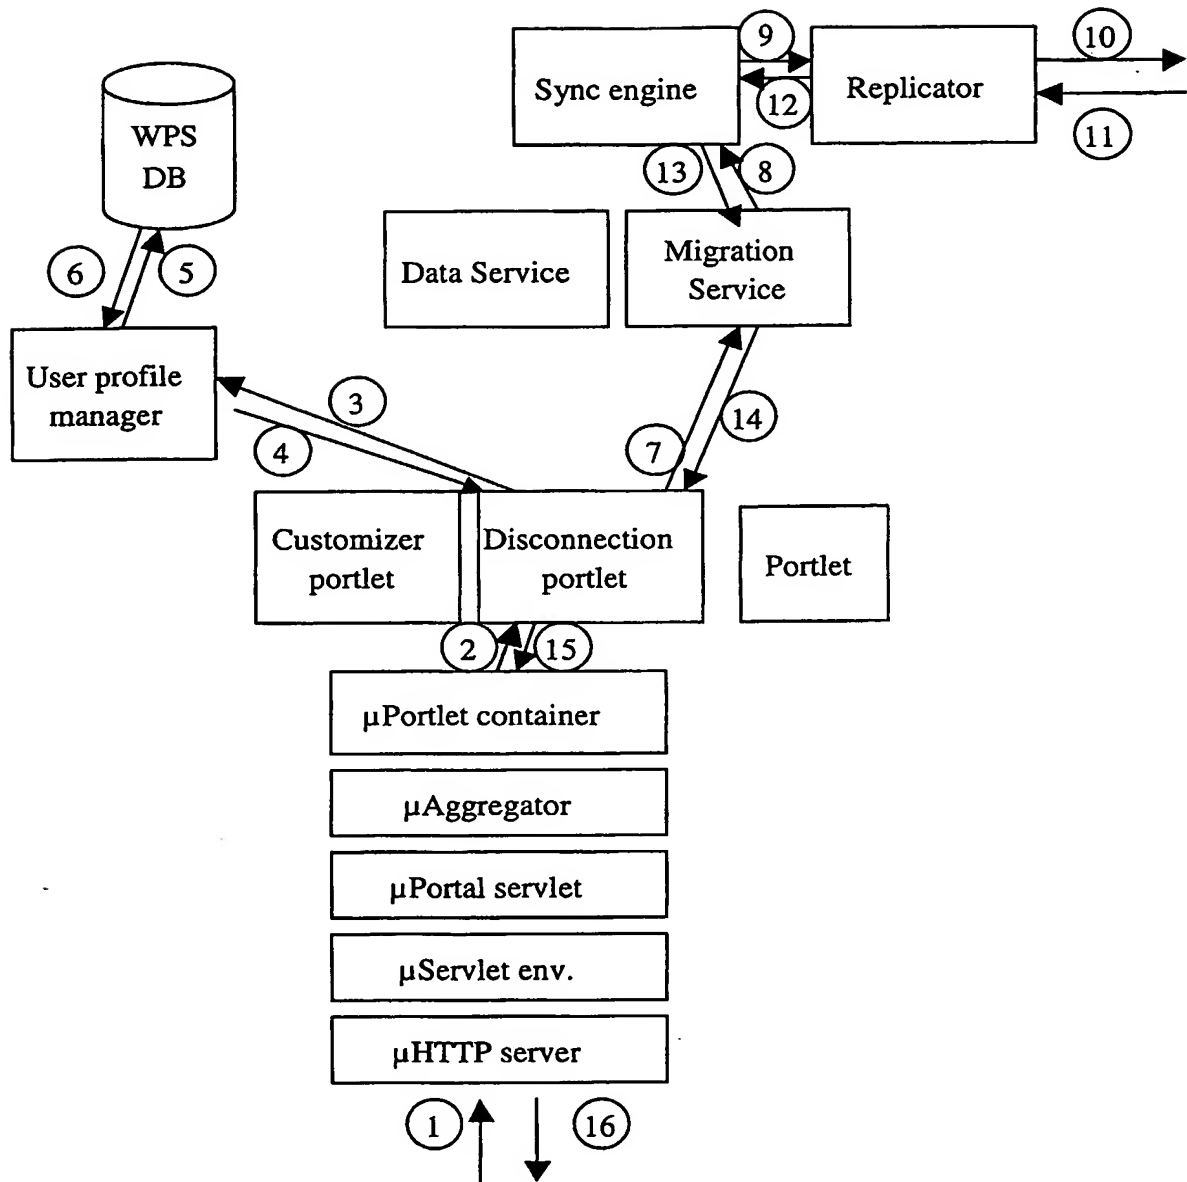 9
10
Sync engine
Replicator
12
11
WPS
DB
13
8
6
5
Data Service
Migration
Service
User profile
manager
3
4
7
14
Customizer
portlet
Disconnection
portlet
Portlet
2
15
µPortlet container
µAggregator
µPortal servlet
µServlet env.
µHTTP server
1
16